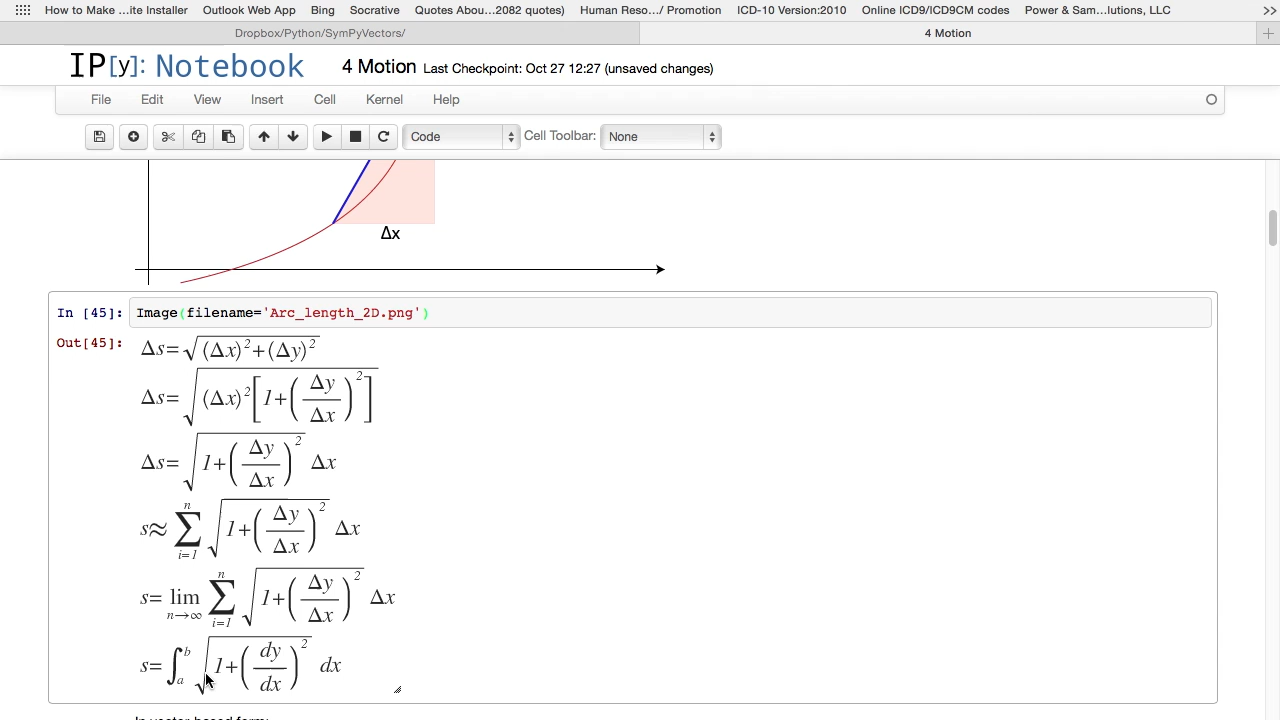 How to Make ...ite Installer Outlook Web App Bing Socrative Quotes Abou...2082 quotes) Human Reso.../ Promotion ICD-10 Version:2010 Online ICD9/ICD9CM codes Power & Sam...lutions, LLC >>
Dropbox/Python/SymPyVectors/ 4 Motion +
IP[y]: Notebook 4 Motion Last Checkpoint: Oct 27 12:27 (unsaved changes)
File Edit View Insert Cell Kernel Help
Code Cell Toolbar: None
Δx
In [45]: Image(filename='Arc_length_2D.png')
Out[45]: Δs=√(Δx)²+(Δy)²
Δs=√(Δx)²[1+(Δy/Δx)²]
Δs=√1+(Δy/Δx)² Δx
s≈ ∑ i=1 n √1+(Δy/Δx)² Δx
s= lim n→∞ ∑ i=1 n √1+(Δy/Δx)² Δx
s= ∫ a b √1+(dy/dx)² dx
In vector-based form: